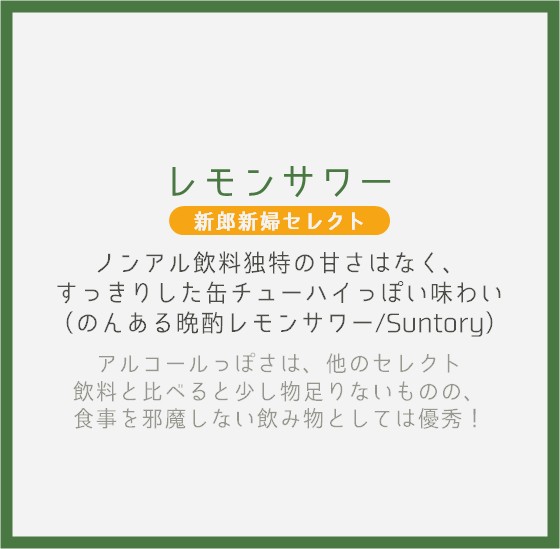 レモンサワー
新郎新婦セレクト
ノンアル飲料独特の甘さはなく、
すっきりした缶チューハイっぽい味わい
（のんある晩酌レモンサワー/Suntory）
アルコールっぽさは、他のセレクト
飲料と比べると少し物足りないものの、
食事を邪魔しない飲み物としては優秀！